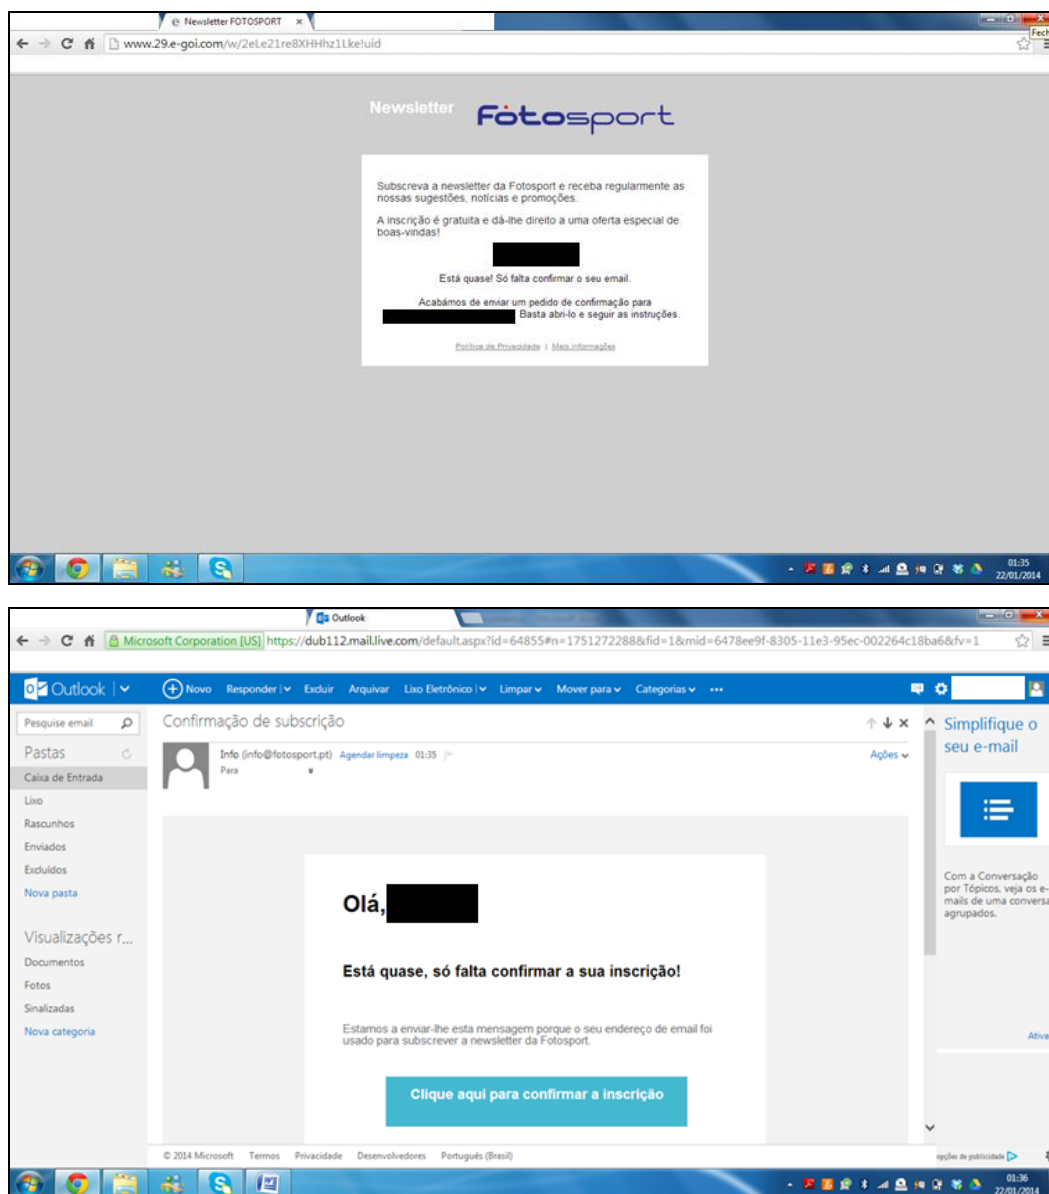 Newsletter FOTOSPORT ×
www.29.e-goi.com/w/2eLe21re8XHHhz1Lke!uid
Fech
Newsletter Fotosport
Subscreva a newsletter da Fotosport e receba regularmente as
nossas sugestões, notícias e promoções.
A inscrição é gratuita e dá-lhe direito a uma oferta especial de
boas-vindas!
Está quase! Só falta confirmar o seu email.
Acabámos de enviar um pedido de confirmação para
Basta abri-lo e seguir as instruções.
Política de Privacidade | Mais informações
01:35
22/01/2014
Outlook
Microsoft Corporation [US] https://dub112.mail.live.com/default.aspx?id=64855#n=1751272288&fid=1&mid=6478ee9f-8305-11e3-95ec-002264c18ba6&fv=1
Outlook Novo Responder Excluir Arquivar Lixo Eletrônico Limpar Mover para Categorias •••
Pesquise email
Confirmação de subscrição
Simplifique o
seu e-mail
Pastas
Info (info@fotosport.pt) Agendar limpeza 01:35
Ações
Para
Caixa de Entrada
Lixo
Rascunhos
Enviados
Excluídos
Nova pasta
Com a Conversação
por Tópicos, veja os e-
mails de uma conversa
agrupados.
Olá,
Visualizações r...
Documentos
Fotos
Sinalizadas
Nova categoria
Está quase, só falta confirmar a sua inscrição!
Estamos a enviar-lhe esta mensagem porque o seu endereço de email foi
usado para subscrever a newsletter da Fotosport.
Ativa
Clique aqui para confirmar a inscrição
© 2014 Microsoft Termos Privacidade Desenvolvedores Português (Brasil)
opções de publicidade
01:36
22/01/2014